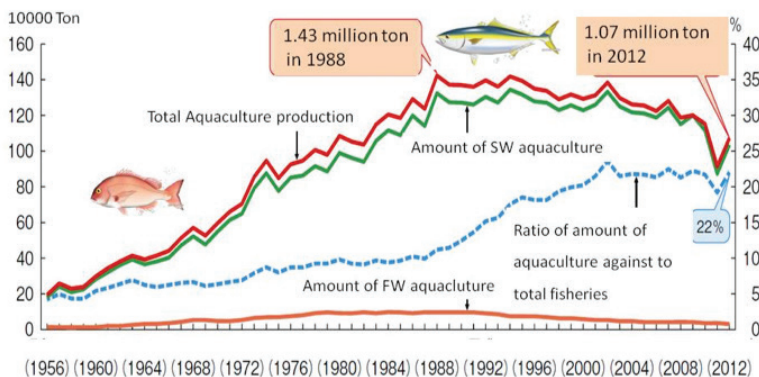 10000 Ton
%
160
140
120
100
80
60
40
20
0
1.43 million ton
in 1988
1.07 million ton
in 2012
40
35
30
25
20
15
10
5
0
Total Aquaculture production
Amount of SW aquaculture
22%
Ratio of amount of
aquaculture against to
total fisheries
Amount of FW aquacluture
(1956) (1960) (1964) (1968) (1972) (1976) (1980) (1984) (1988) (1992) (1996) (2000) (2004) (2008) (2012)